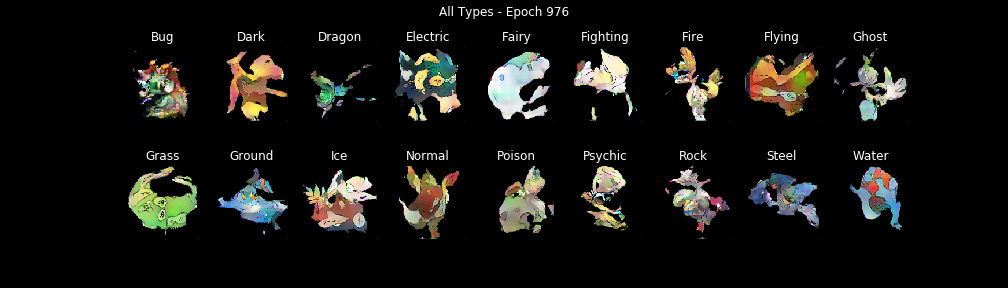 All Types - Epoch 976
Bug Dark Dragon Electric Fairy Fighting Fire Flying Ghost
Grass Ground Ice Normal Poison Psychic Rock Steel Water